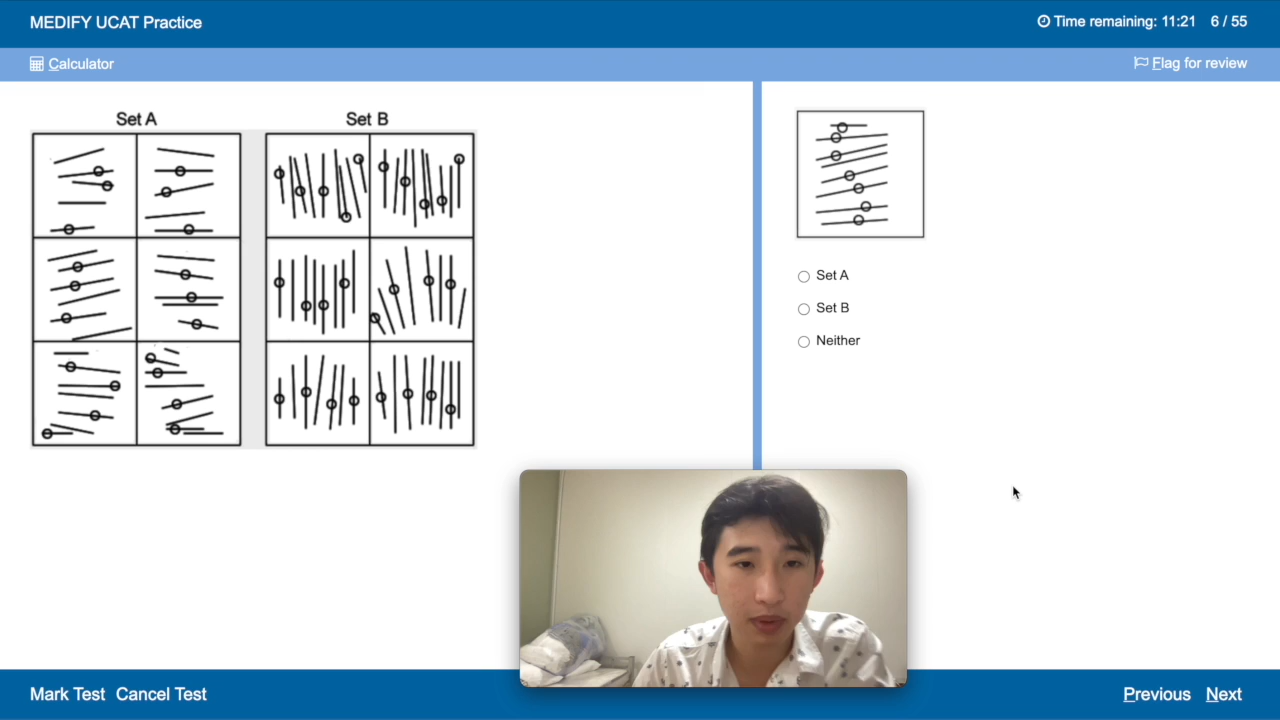 MEDIFY UCAT Practice
Time remaining: 11:21 6 / 55
Calculator
Flag for review
Set A
Set B
Set A
Set B
Neither
Mark Test Cancel Test
Previous Next